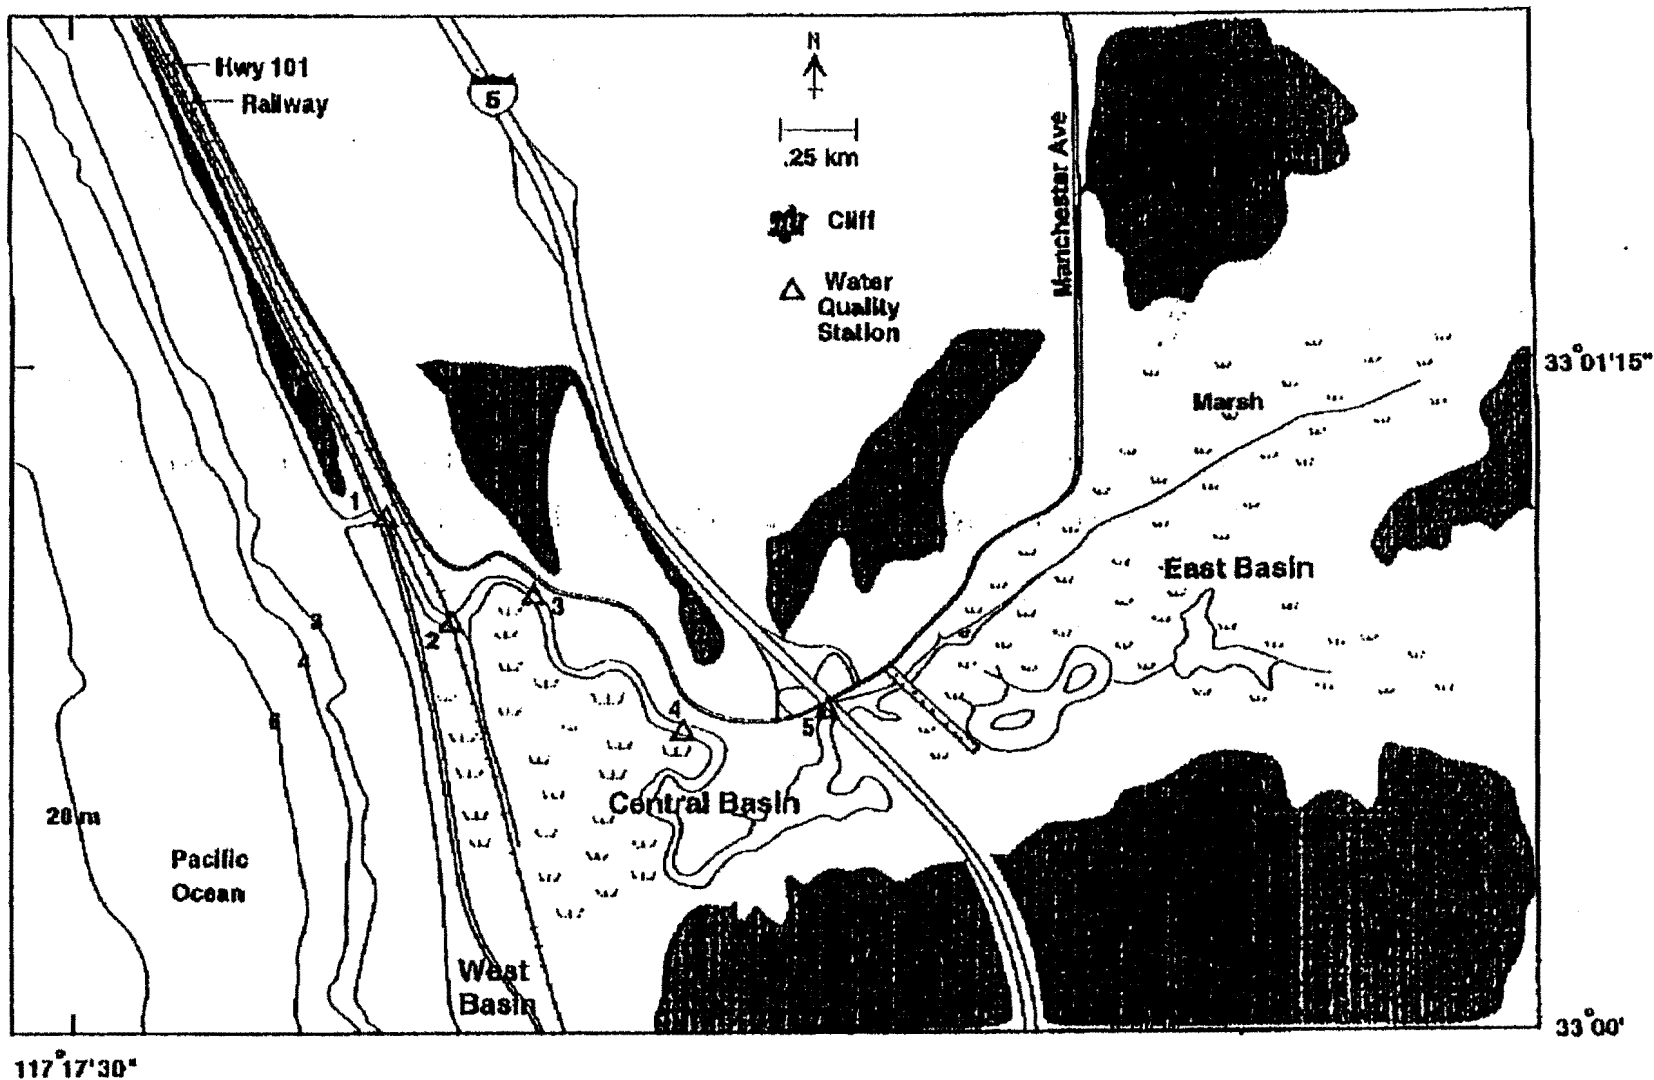 Hwy 101
Railway
5
N
.25 km
Cliff
Water
Quality
Station
Manchester Ave
33°01'15"
Marsh
1
East Basin
2
3
2
4
4
5
6
Central Basin
20 m
Pacific
Ocean
West
Basin
33°00'
117°17'30"